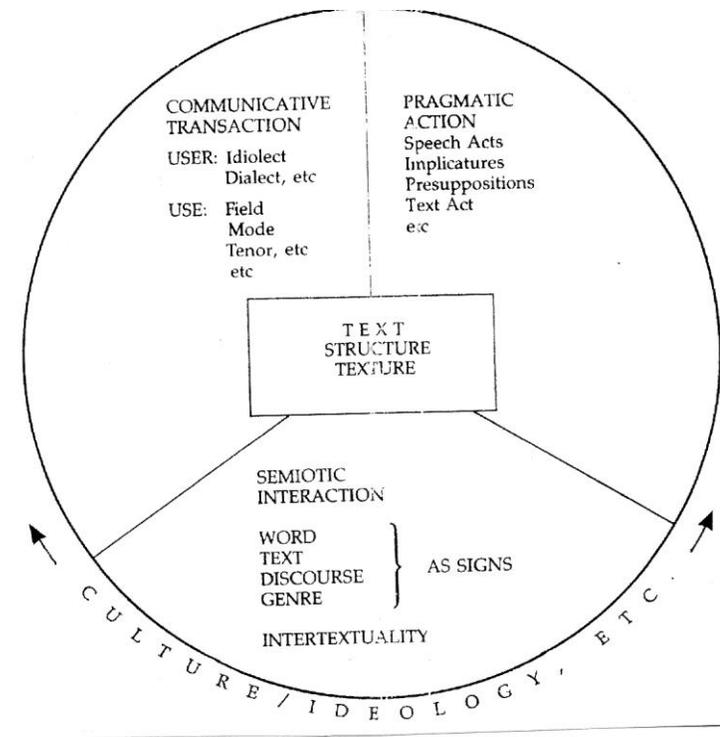 COMMUNICATIVE
TRANSACTION
USER: Idiolect
Dialect, etc
USE: Field
Mode
Tenor, etc
etc
PRAGMATIC
ACTION
Speech Acts
Implicatures
Presuppositions
Text Act
etc
TEXT
STRUCTURE
TEXTURE
SEMIOTIC
INTERACTION
WORD
TEXT
DISCOURSE
GENRE
AS SIGNS
INTERTEXTUALITY
CULTURE/IDEOLOGY, ETC.